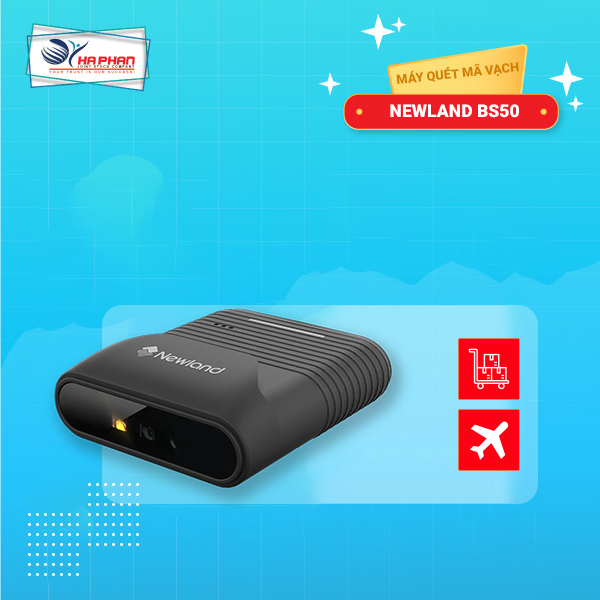 HA PHAN
JOINT STOCK COMPANY
YOUR TRUST IS OUR SUCCESS!
MÁY QUÉT MÃ VẠCH
NEWLAND BS50
Newland